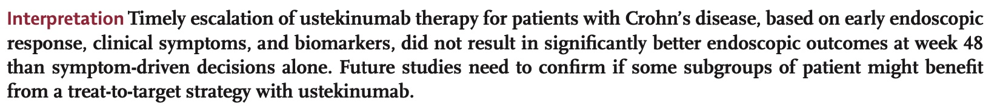 Interpretation Timely escalation of ustekinumab therapy for patients with Crohn’s disease, based on early endoscopic
response, clinical symptoms, and biomarkers, did not result in significantly better endoscopic outcomes at week 48
than symptom-driven decisions alone. Future studies need to confirm if some subgroups of patient might benefit
from a treat-to-target strategy with ustekinumab.